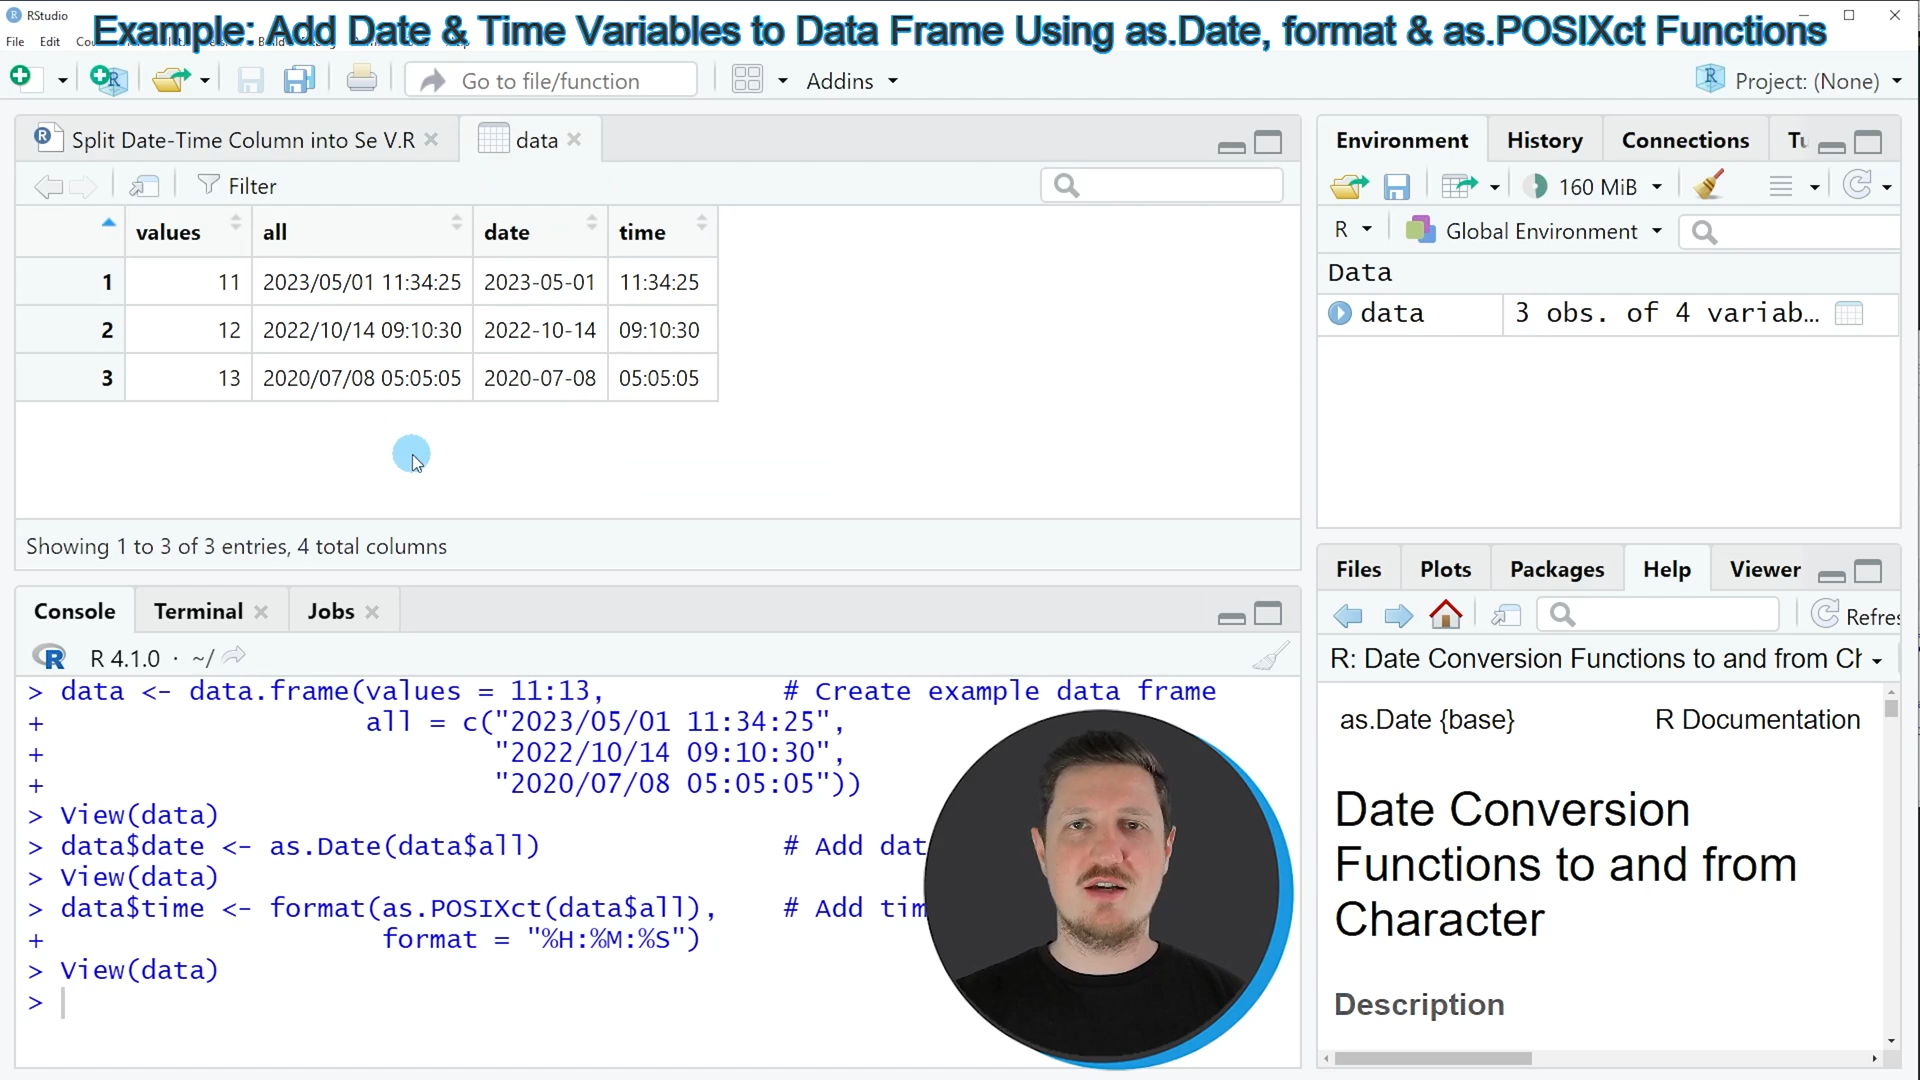 RStudio
Example: Add Date & Time Variables to Data Frame Using as.Date, format & as.POSIXct Functions
File Edit
Go to file/function
Addins
Project: (None)
Split Date-Time Column into Se V.R
data
Filter
values all date time
1 11 2023/05/01 11:34:25 2023-05-01 11:34:25
2 12 2022/10/14 09:10:30 2022-10-14 09:10:30
3 13 2020/07/08 05:05:05 2020-07-08 05:05:05
Showing 1 to 3 of 3 entries, 4 total columns
Environment History Connections Tu
160 MiB
R Global Environment
Data
data 3 obs. of 4 variab…
Console Terminal Jobs
R 4.1.0 · ~/
> data <- data.frame(values = 11:13, # Create example data frame
+ all = c("2023/05/01 11:34:25",
+ "2022/10/14 09:10:30",
+ "2020/07/08 05:05:05"))
> View(data)
> data$date <- as.Date(data$all) # Add dat
> View(data)
> data$time <- format(as.POSIXct(data$all), # Add tim
+ format = "%H:%M:%S")
> View(data)
>
Files Plots Packages Help Viewer
Refres
R: Date Conversion Functions to and from Ch
as.Date {base} R Documentation
Date Conversion
Functions to and from
Character
Description